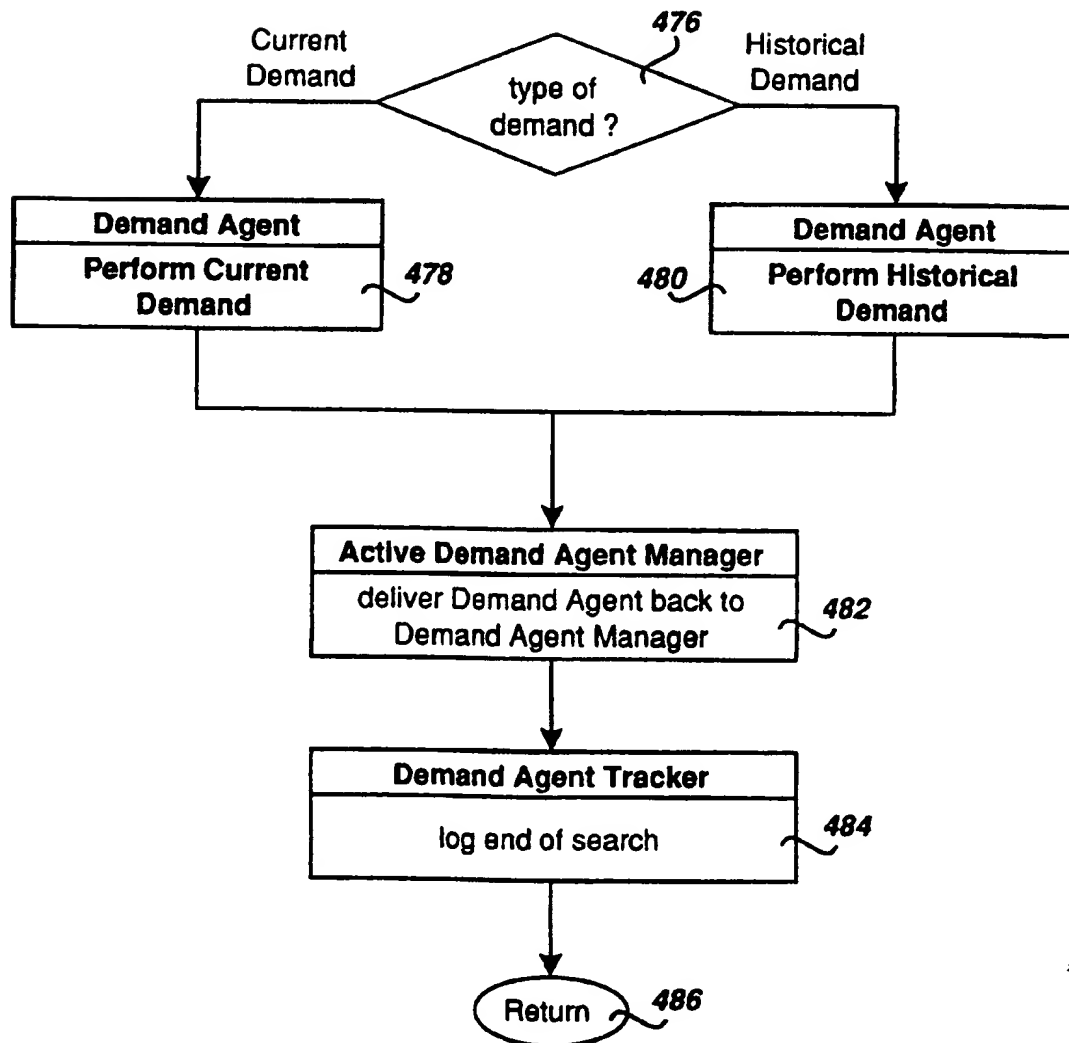 476
Current
Demand
Historical
Demand
type of
demand ?
Demand Agent
Perform Current
Demand
478
Demand Agent
Perform Historical
Demand
480
Active Demand Agent Manager
deliver Demand Agent back to
Demand Agent Manager
482
Demand Agent Tracker
log end of search
484
Return
486